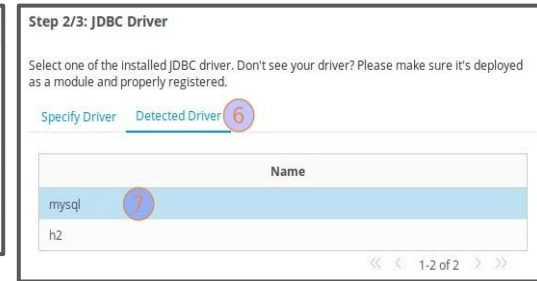 Step 2/3: JDBC Driver
Select one of the installed JDBC driver. Don't see your driver? Please make sure it's deployed
as a module and properly registered.
Specify Driver Detected Driver 6
Name
mysql 7
h2
« < 1-2 of 2 > »